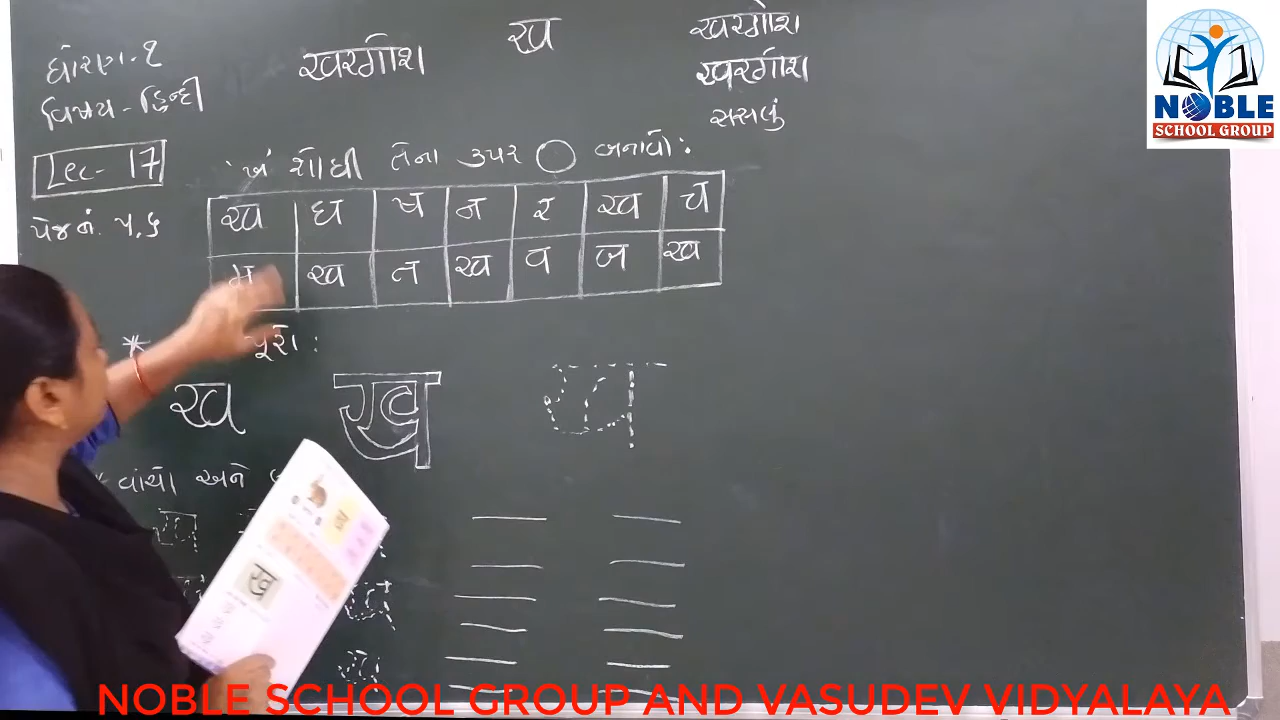 ધોરણ-૧
વિષય-હિન્દી
Lec- 17
પેજ નં. ૫,૬
खरगोश
ख
खरगोश
खरगोश
સસલું
'ખ' શોધી તેના ઉપર ◯ બનાવો:
ख घ ष न र ख च
म ख त ख व ज ख
* પૂરો:
ख ख ख
* વાંચો અને
ख
NOBLE
SCHOOL GROUP
NOBLE SCHOOL GROUP AND VASUDEV VIDYALAYA